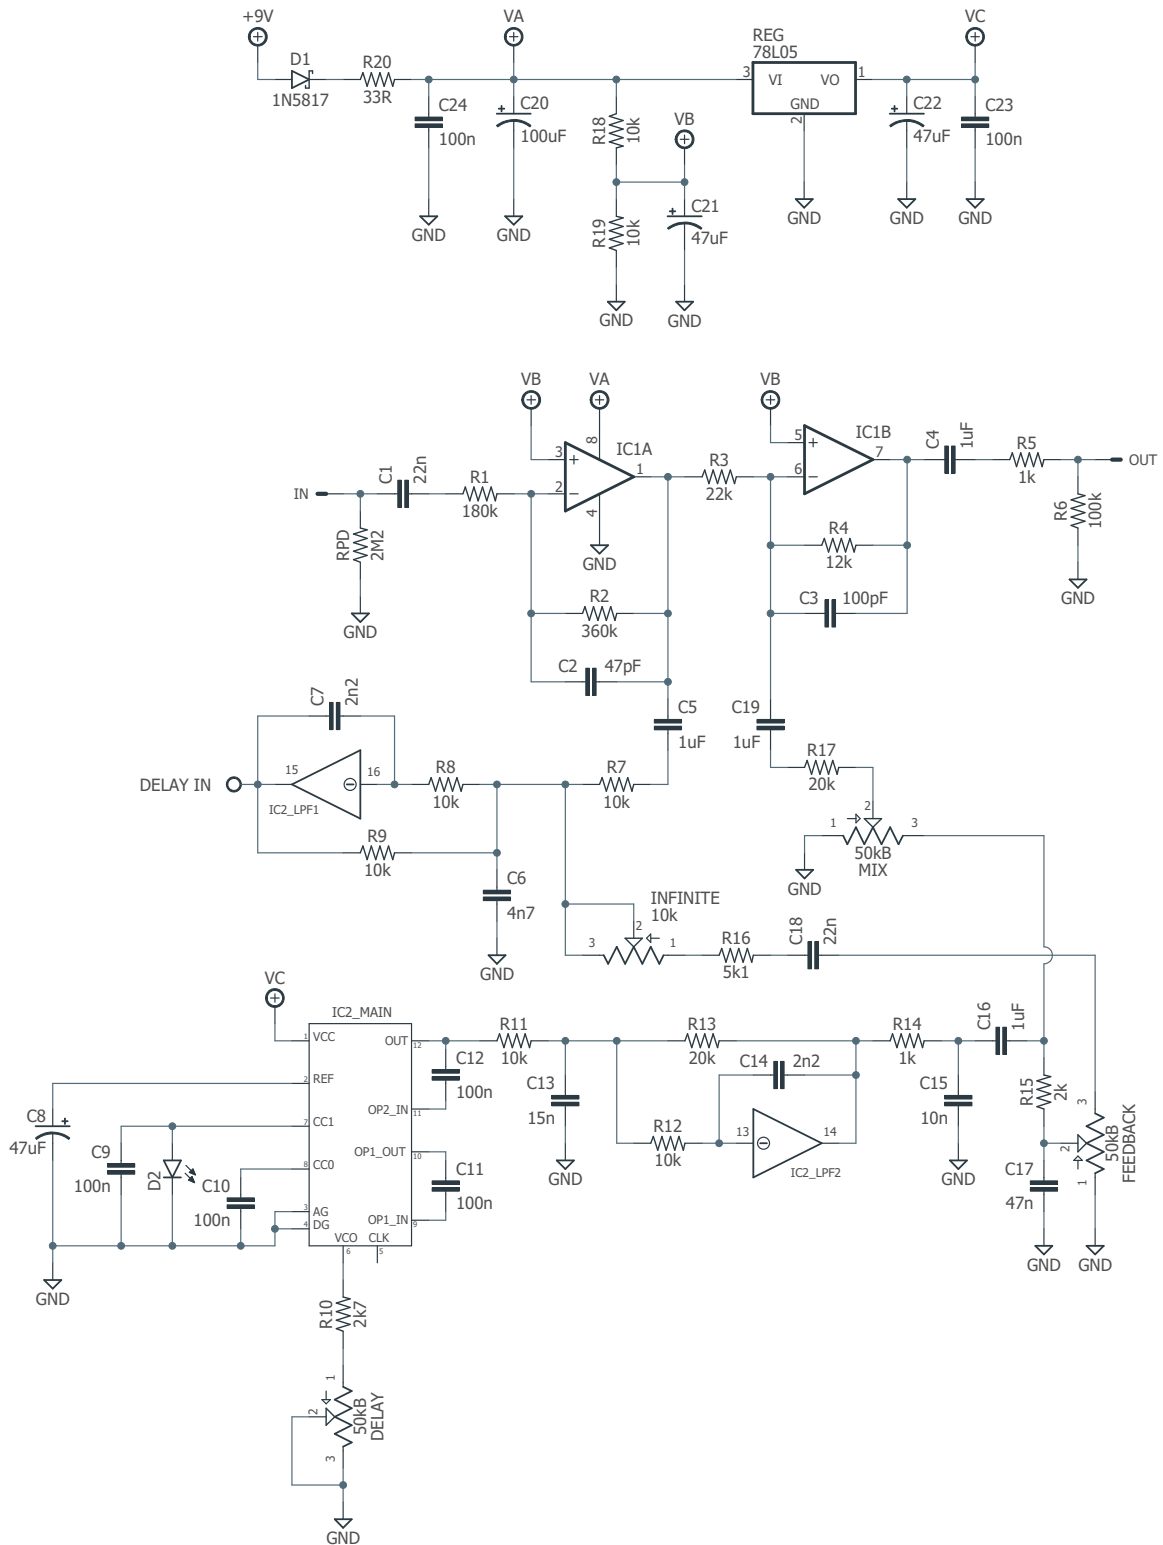 +9V
VA
VC
D1
1N5817
R20
33R
C24
100n
C20
100uF
R18
10k
VB
REG
78L05
3
VI
VO
1
GND
2
C22
47uF
C23
100n
GND
GND
R19
10k
C21
47uF
GND
GND
GND
GND
GND
VB
VA
VB
IN
RPD
2M2
GND
C1
22n
R1
180k
3
2
8
4
1
IC1A
GND
R2
360k
C2
47pF
R3
22k
5
6
7
IC1B
R4
12k
C3
100pF
C4
1uF
R5
1k
OUT
R6
100k
GND
C7
2n2
C5
1uF
C19
1uF
R17
20k
DELAY IN
15
16
IC2_LPF1
R8
10k
R7
10k
R9
10k
C6
4n7
GND
1
2
3
50kB
MIX
GND
INFINITE
10k
3
2
1
R16
5k1
C18
22n
VC
IC2_MAIN
1
VCC
OUT
12
2
REF
OP2_IN
11
7
CC1
OP1_OUT
10
8
CC0
3
AG
4
DG
OP1_IN
9
VCO
CLK
6
5
C8
47uF
C9
100n
D2
C10
100n
GND
C12
100n
C11
100n
R11
10k
C13
15n
GND
R13
20k
C14
2n2
R12
10k
13
14
IC2_LPF2
R14
1k
C16
1uF
C15
10n
GND
R15
2k
C17
47n
3
2
1
50kB
FEEDBACK
GND
GND
R10
2k7
1
2
3
50kB
DELAY
GND